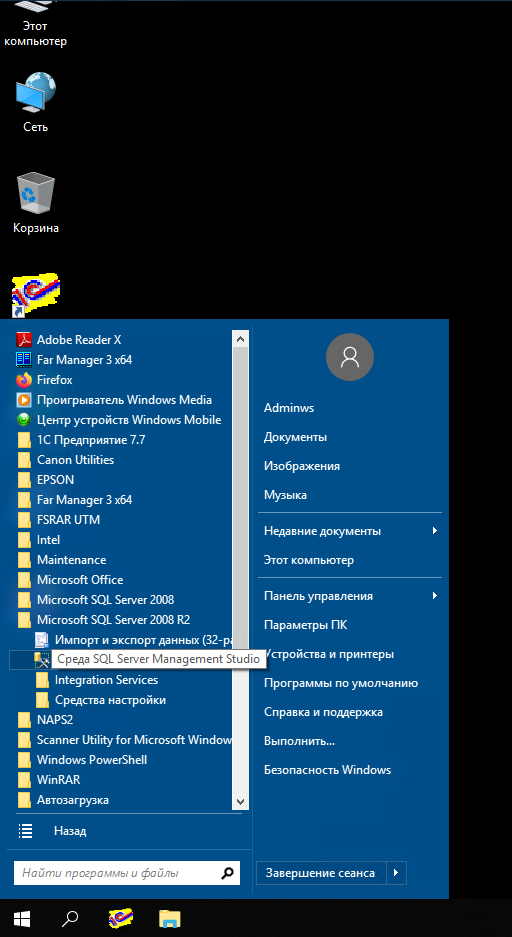 Этот
компьютер
Сеть
Корзина
Adobe Reader X
Far Manager 3 x64
Firefox
Проигрыватель Windows Media
Центр устройств Windows Mobile
1С Предприятие 7.7
Canon Utilities
EPSON
Far Manager 3 x64
FSRAR UTM
Intel
Maintenance
Microsoft Office
Microsoft SQL Server 2008
Microsoft SQL Server 2008 R2
Импорт и экспорт данных (32-ра
Среда SQL Server Management Studio
Integration Services
Средства настройки
NAPS2
Scanner Utility for Microsoft Window
Windows PowerShell
WinRAR
Автозагрузка
Назад
Найти программы и файлы
Adminws
Документы
Изображения
Музыка
Недавние документы
Этот компьютер
Панель управления
Параметры ПК
Устройства и принтеры
Программы по умолчанию
Справка и поддержка
Выполнить...
Безопасность Windows
Завершение сеанса